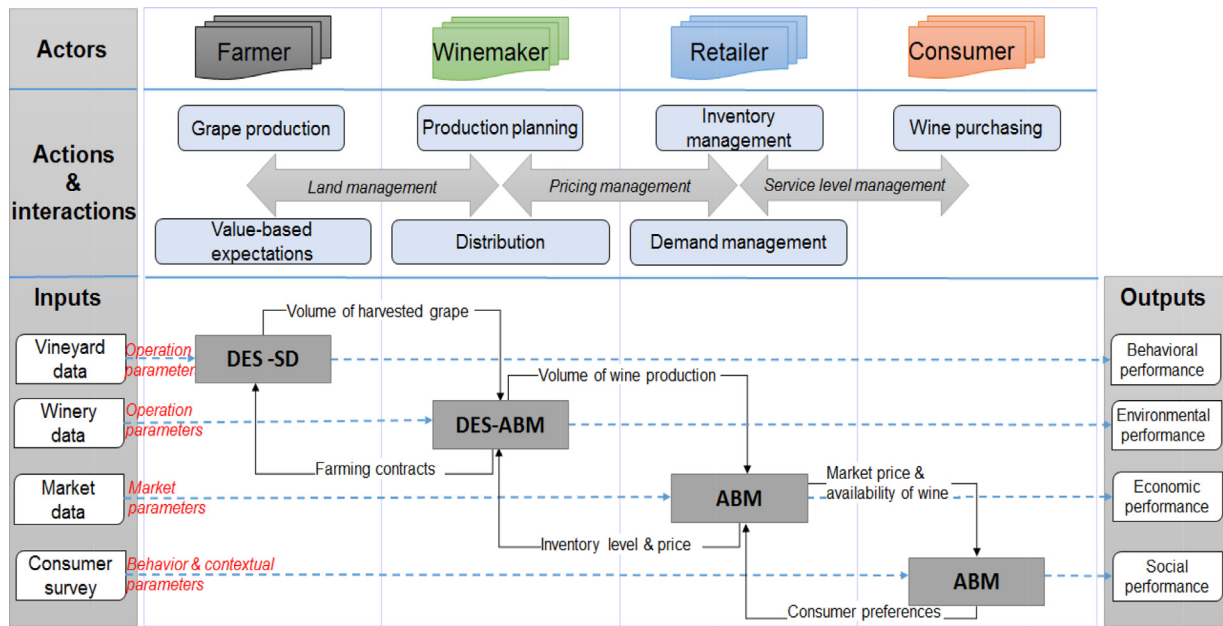 Actors
Farmer
Winemaker
Retailer
Consumer
Actions
&
interactions
Grape production
Production planning
Inventory
management
Wine purchasing
Land management
Pricing management
Service level management
Value-based
expectations
Distribution
Demand management
Inputs
Outputs
Volume of harvested grape
Vineyard
data
Operation
parameter
DES -SD
Behavioral
performance
Volume of wine production
Winery
data
Operation
parameters
DES-ABM
Environmental
performance
Farming contracts
Market price &
availability of wine
Market
data
Market
parameters
ABM
Economic
performance
Inventory level & price
Consumer
survey
Behavior & contextual
parameters
ABM
Social
performance
Consumer preferences